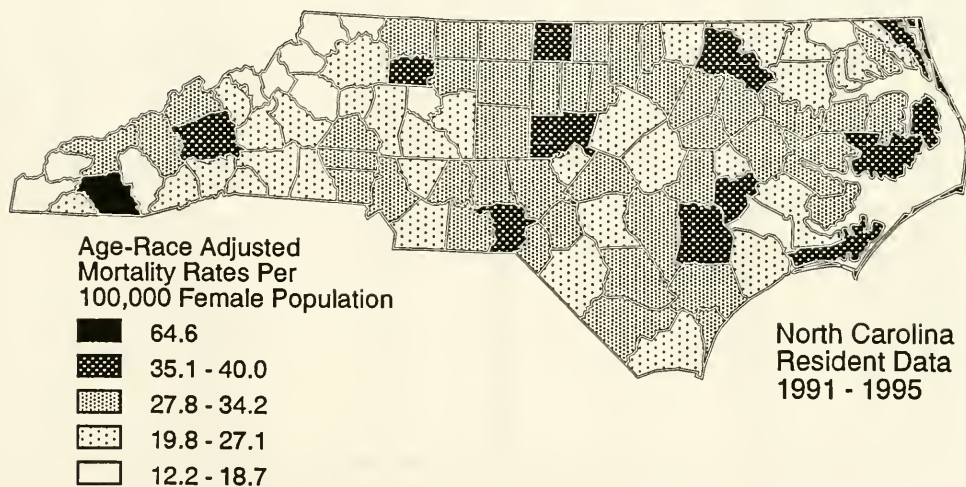 Age-Race Adjusted
Mortality Rates Per
100,000 Female Population
64.6
35.1 - 40.0
27.8 - 34.2
19.8 - 27.1
12.2 - 18.7
North Carolina
Resident Data
1991 - 1995